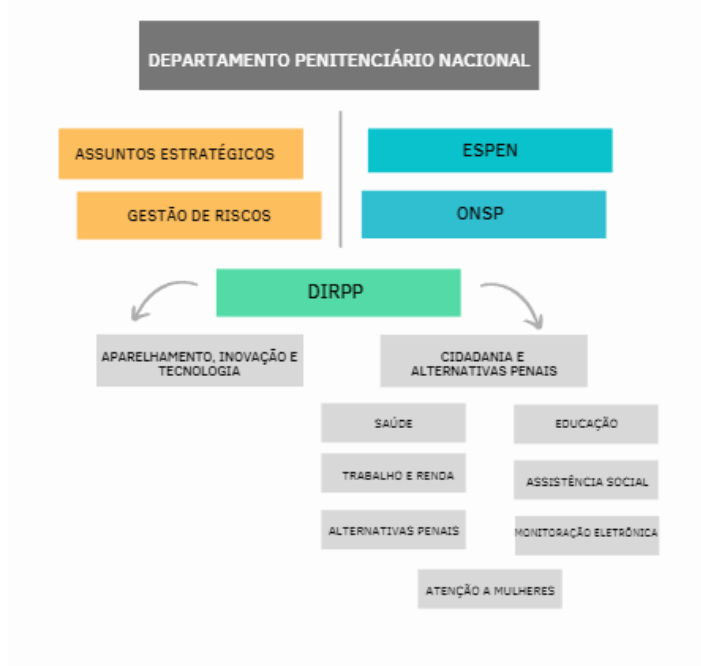 DEPARTAMENTO PENITENCIÁRIO NACIONAL
ASSUNTOS ESTRATÉGICOS
ESPEN
GESTÃO DE RISCOS
ONSP
DIRPP
APARELHAMENTO, INOVAÇÃO E
TECNOLOGIA
CIDADANIA E
ALTERNATIVAS PENAIS
SAÚDE
EDUCAÇÃO
TRABALHO E RENDA
ASSISTÊNCIA SOCIAL
ALTERNATIVAS PENAIS
MONITORAÇÃO ELETRÔNICA
ATENÇÃO A MULHERES